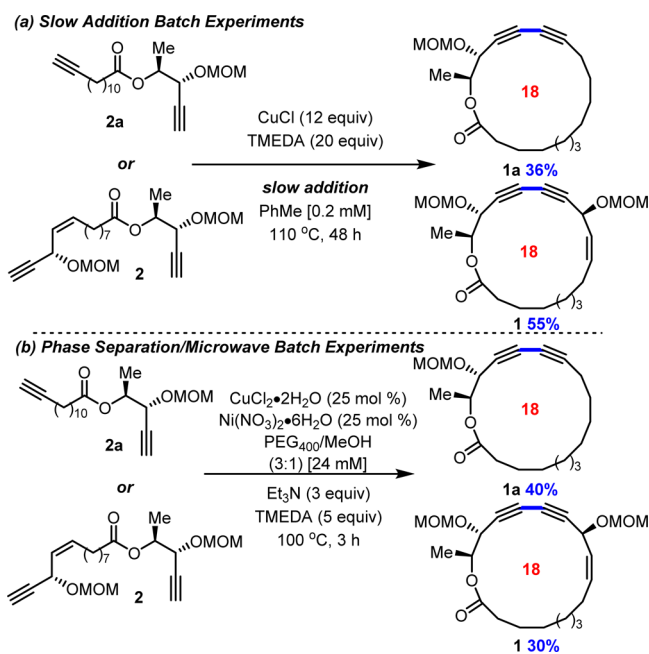 (a) Slow Addition Batch Experiments
O
Me
OMOM
( )10
O
2a
or
O
Me
OMOM
( )7
O
OMOM
2
CuCl (12 equiv)
TMEDA (20 equiv)
slow addition
PhMe [0.2 mM]
110 °C, 48 h
MOMO
Me
O
O
18
( )3
1a 36%
MOMO
OMOM
Me
O
O
18
( )3
1 55%
(b) Phase Separation/Microwave Batch Experiments
O
Me
OMOM
( )10
O
2a
or
O
Me
OMOM
( )7
O
OMOM
2
CuCl2•2H2O (25 mol %)
Ni(NO3)2•6H2O (25 mol %)
PEG400/MeOH
(3:1) [24 mM]
Et3N (3 equiv)
TMEDA (5 equiv)
100 °C, 3 h
MOMO
Me
O
O
18
( )3
1a 40%
MOMO
OMOM
Me
O
O
18
( )3
1 30%